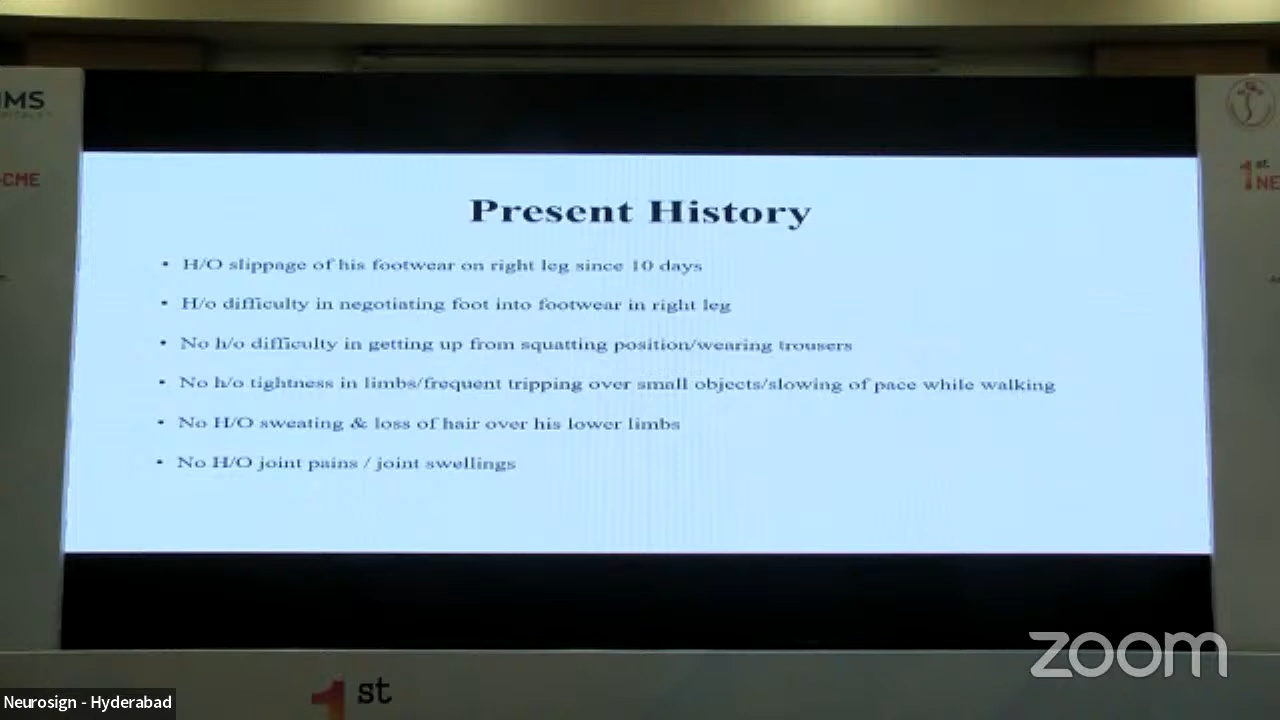 Present History
• H/O slippage of his footwear on right leg since 10 days
• H/o difficulty in negotiating foot into footwear in right leg
• No h/o difficulty in getting up from squatting position/wearing trousers
• No h/o tightness in limbs/frequent tripping over small objects/slowing of pace while walking
• No H/O sweating & loss of hair over his lower limbs
• No H/O joint pains / joint swellings
IMS
-CME
1st
NE
zoom
1st
Neurosign - Hyderabad